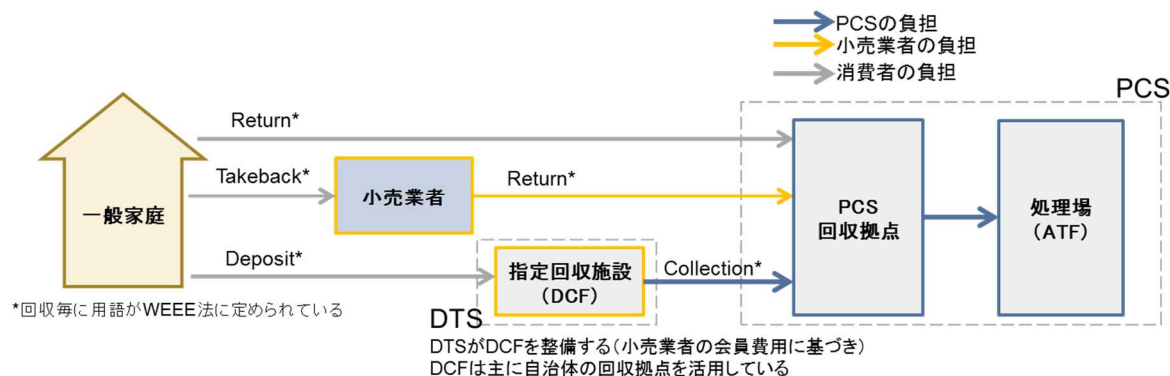 PCSの負担
小売業者の負担
消費者の負担
PCS
Return*
Takeback*
小売業者
Return*
一般家庭
PCS
回収拠点
処理場
(ATF)
Deposit*
指定回収施設
(DCF)
Collection*
*回収毎に用語がWEEE法に定められている
DTS
DTSがDCFを整備する(小売業者の会員費用に基づき)
DCFは主に自治体の回収拠点を活用している